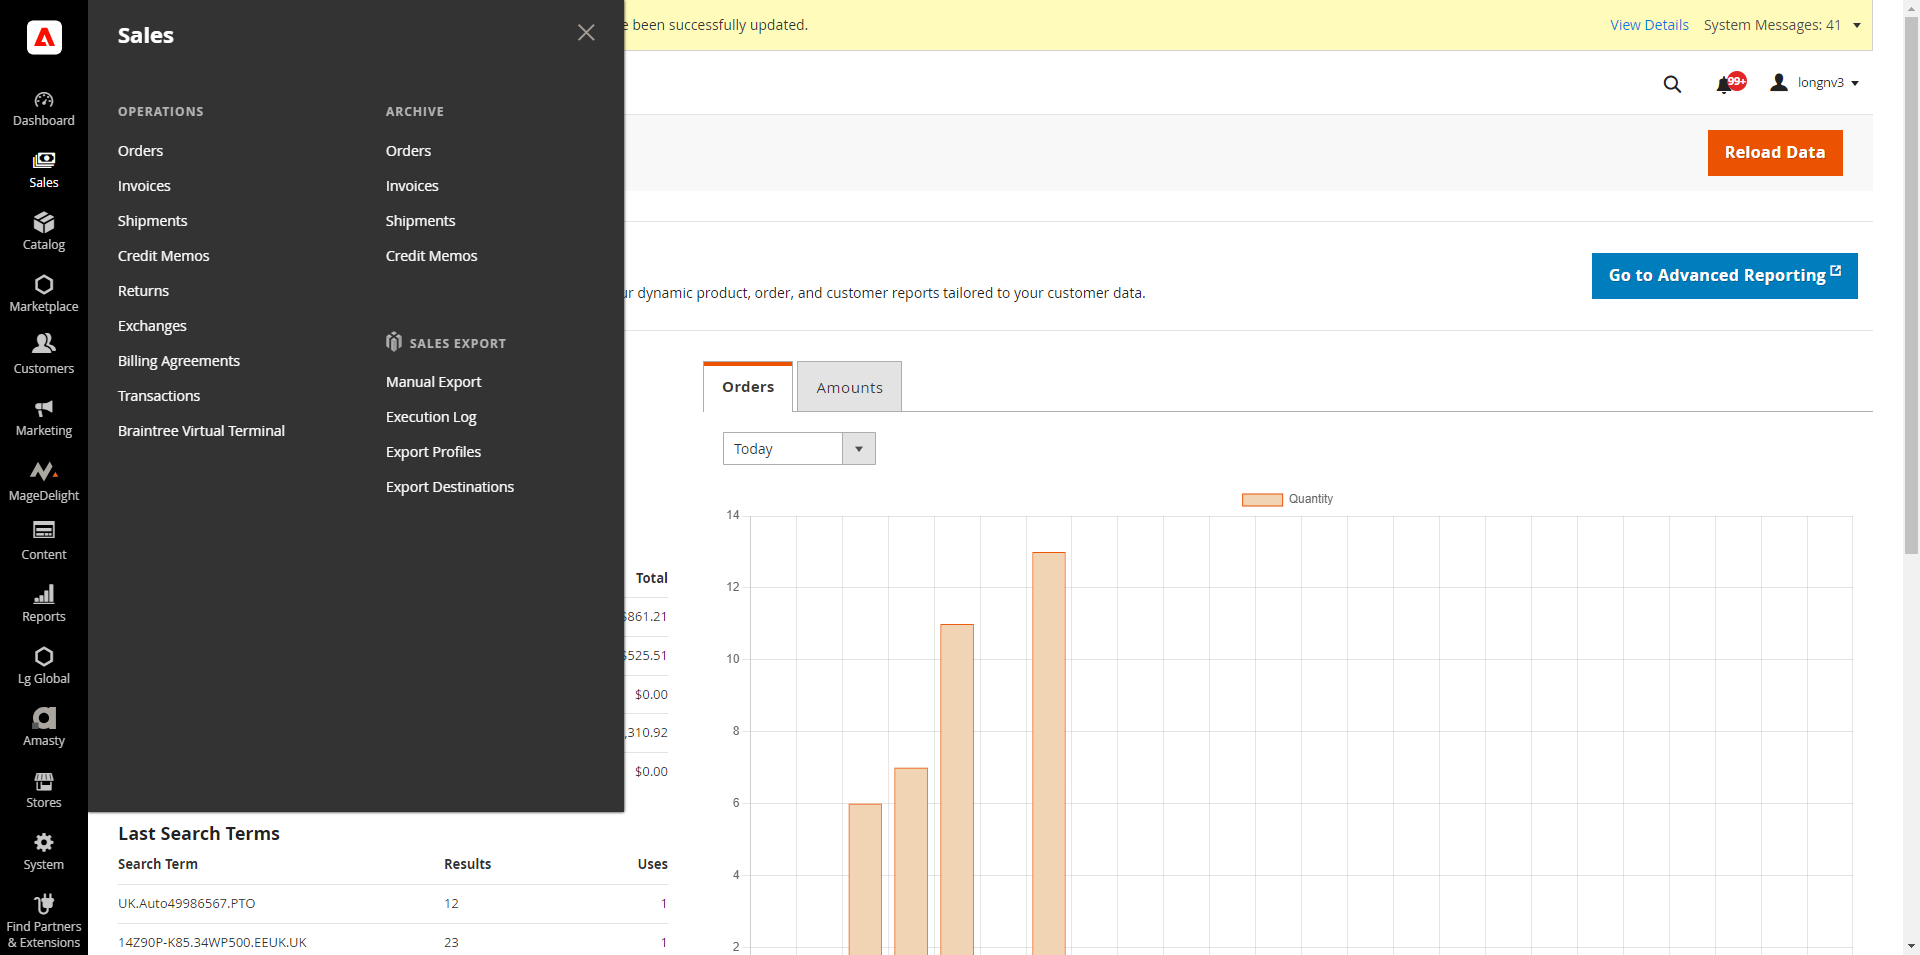 Sales
OPERATIONS
Orders
Invoices
Shipments
Credit Memos
Returns
Exchanges
Billing Agreements
Transactions
Braintree Virtual Terminal
ARCHIVE
Orders
Invoices
Shipments
Credit Memos
SALES EXPORT
Manual Export
Execution Log
Export Profiles
Export Destinations
Dashboard
Sales
Catalog
Marketplace
Customers
Marketing
MageDelight
Content
Reports
Lg Global
Amasty
Stores
System
Find Partners
& Extensions
been successfully updated.
View Details
System Messages: 41
99+
longnv3
Reload Data
dynamic product, order, and customer reports tailored to your customer data.
Go to Advanced Reporting
Orders
Amounts
Today
Quantity
14
12
10
8
6
4
2
Total
$861.21
$525.51
$0.00
,310.92
$0.00
Last Search Terms
Search Term Results Uses
UK.Auto49986567.PTO 12 1
14Z90P-K85.34WP500.EEUK.UK 23 1